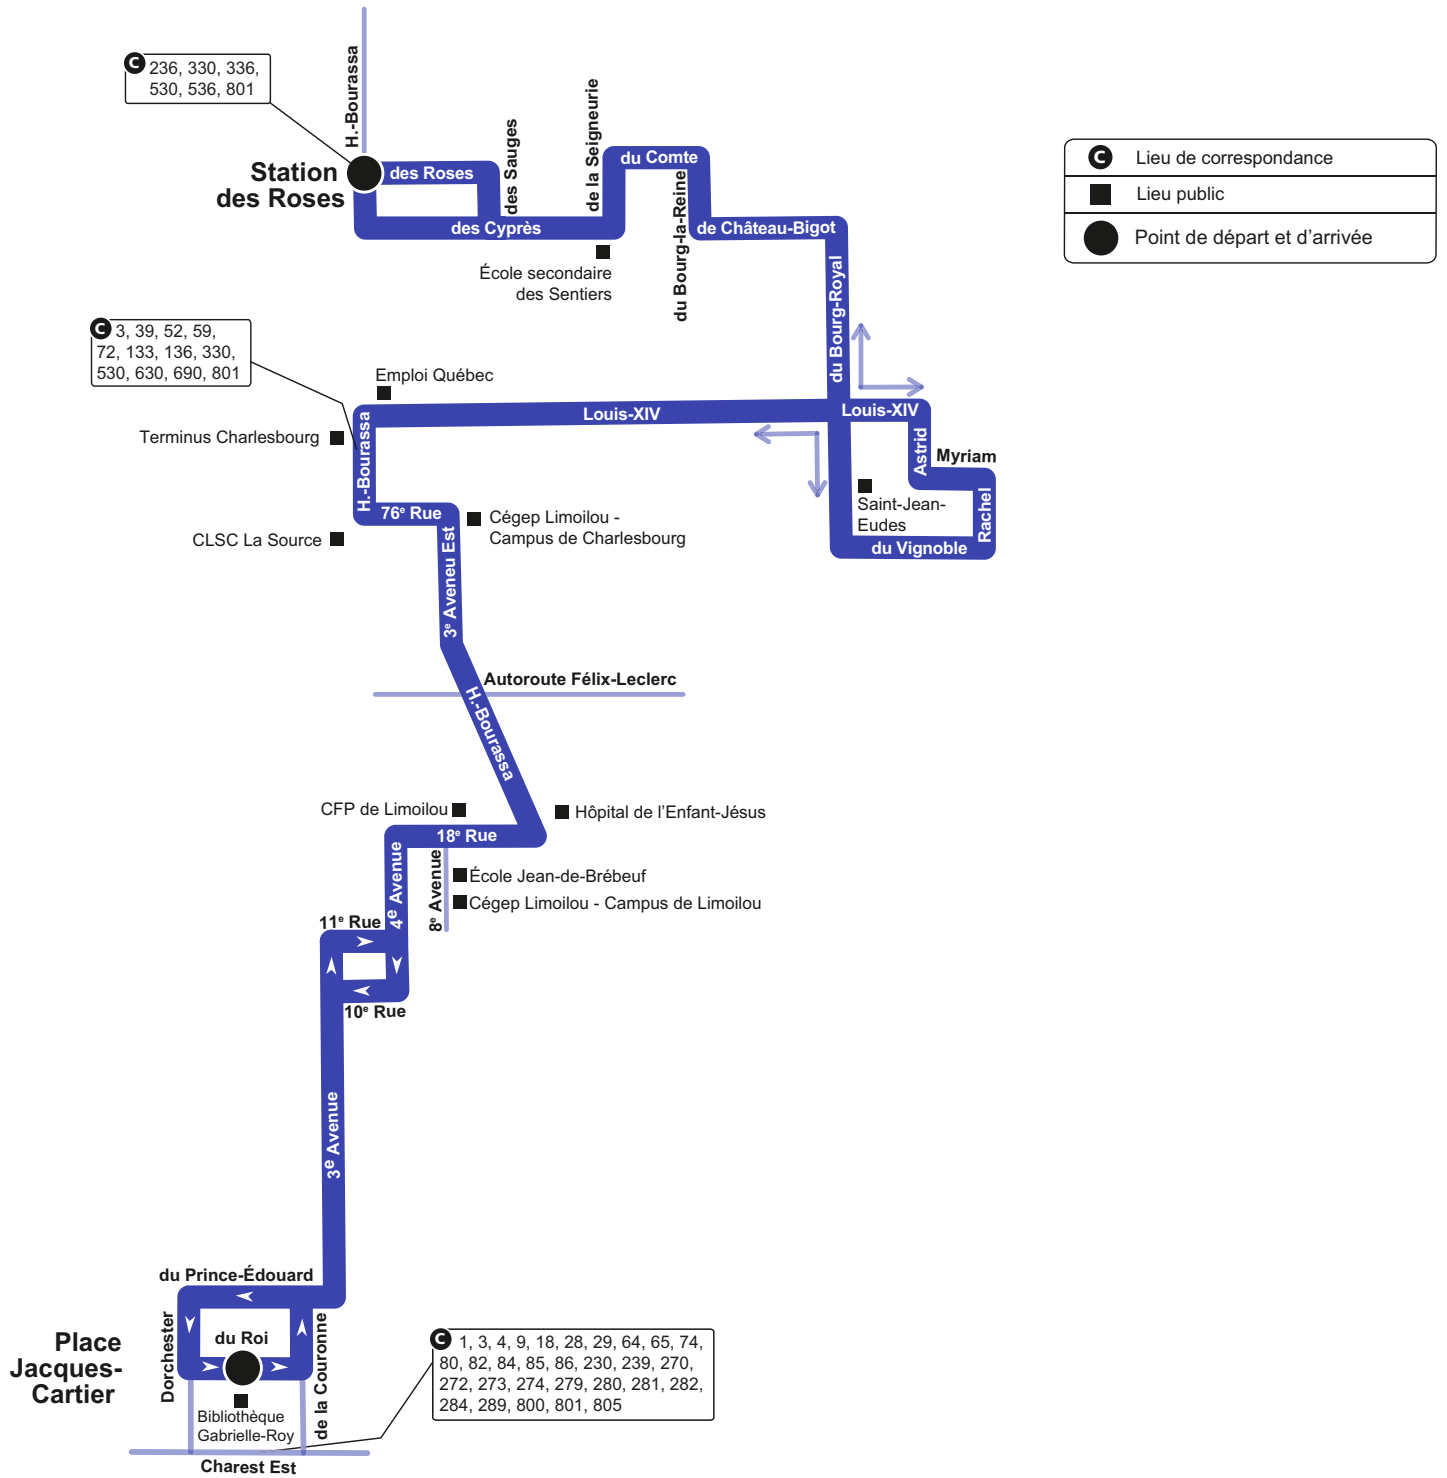 H.-Bourassa
C 236, 330, 336,
530, 536, 801
Station
des Roses
des Roses
des Sauges
de la Seigneurie
du Comte
des Cyprès
du Bourg-la-Reine
de Château-Bigot
École secondaire
des Sentiers
du Bourg-Royal
C Lieu de correspondance
Lieu public
Point de départ et d'arrivée
C 3, 39, 52, 59,
72, 133, 136, 330,
530, 630, 690, 801
Emploi Québec
Louis-XIV
Louis-XIV
Terminus Charlesbourg
H.-Bourassa
Astrid
Myriam
Rachel
Saint-Jean-
Eudes
du Vignoble
76e Rue
CLSC La Source
Cégep Limoilou -
Campus de Charlesbourg
3e Aveneu Est
Autoroute Félix-Leclerc
H.-Bourassa
CFP de Limoilou
Hôpital de l'Enfant-Jésus
18e Rue
4e Avenue
8e Avenue
École Jean-de-Brébeuf
Cégep Limoilou - Campus de Limoilou
11e Rue
10e Rue
3e Avenue
du Prince-Édouard
Dorchester
du Roi
de la Couronne
Place
Jacques-
Cartier
Bibliothèque
Gabrielle-Roy
C 1, 3, 4, 9, 18, 28, 29, 64, 65, 74,
80, 82, 84, 85, 86, 230, 239, 270,
272, 273, 274, 279, 280, 281, 282,
284, 289, 800, 801, 805
Charest Est